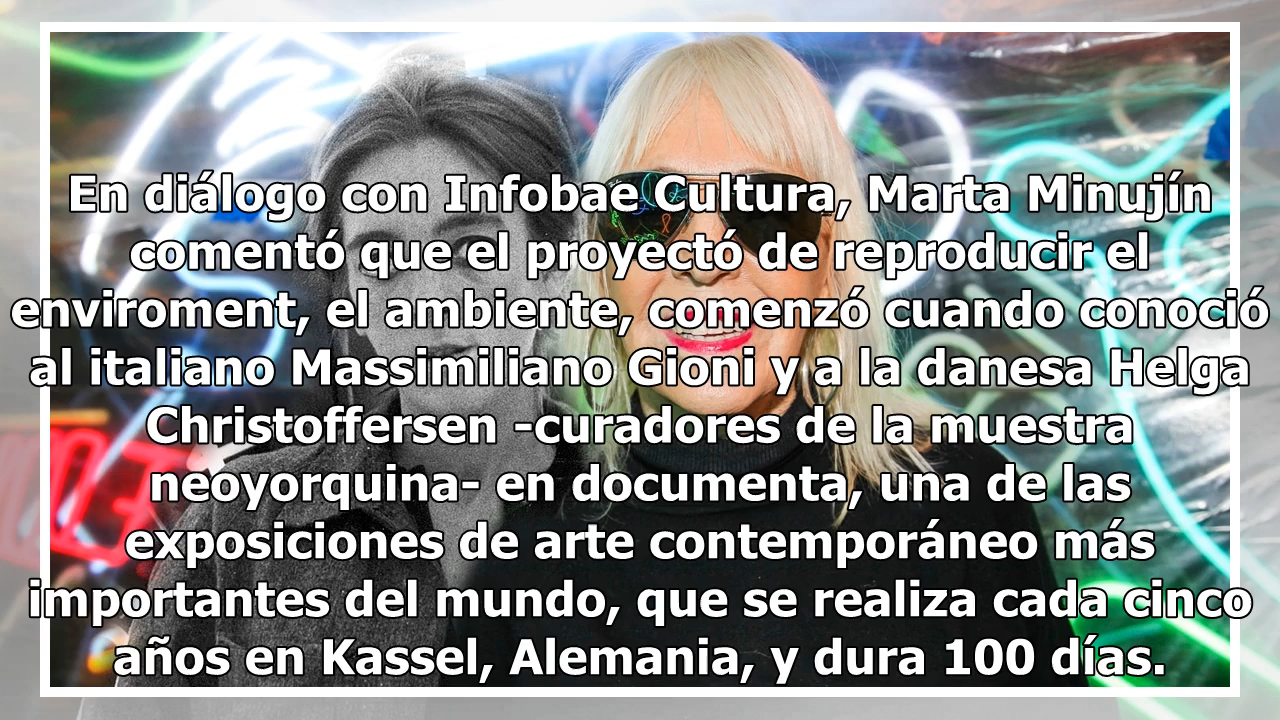 En diálogo con Infobae Cultura, Marta Minujín
comentó que el proyectó de reproducir el
enviroment, el ambiente, comenzó cuando conoció
al italiano Massimiliano Gioni y a la danesa Helga
Christoffersen -curadores de la muestra
neoyorquina- en documenta, una de las
exposiciones de arte contemporáneo más
importantes del mundo, que se realiza cada cinco
años en Kassel, Alemania, y dura 100 días.